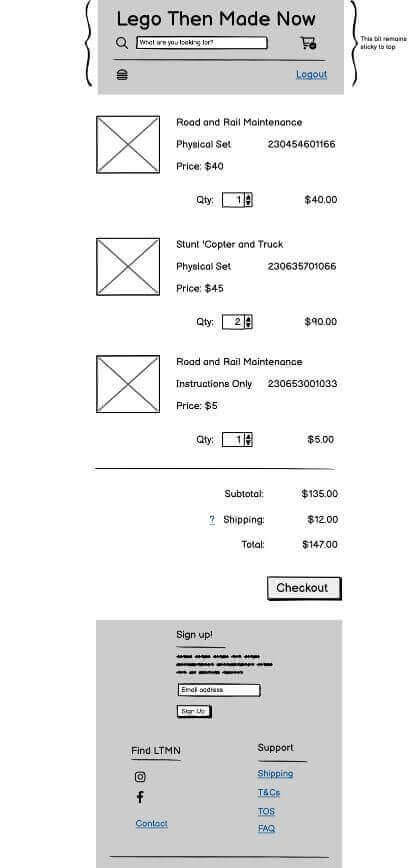 Lego Then Made Now
What are you looking for?
This bit remains
sticky to top
Logout
Road and Rail Maintenance
Physical Set 230454601166
Price: $40
Qty: 1 $40.00
Stunt 'Copter and Truck
Physical Set 230635701066
Price: $45
Qty: 2 $90.00
Road and Rail Maintenance
Instructions Only 230653001033
Price: $5
Qty: 1 $5.00
Subtotal: $135.00
? Shipping: $12.00
Total: $147.00
Checkout
Sign up!
Email address
Sign Up
Find LTMN Support
Shipping
T&Cs
Contact TOS
FAQ